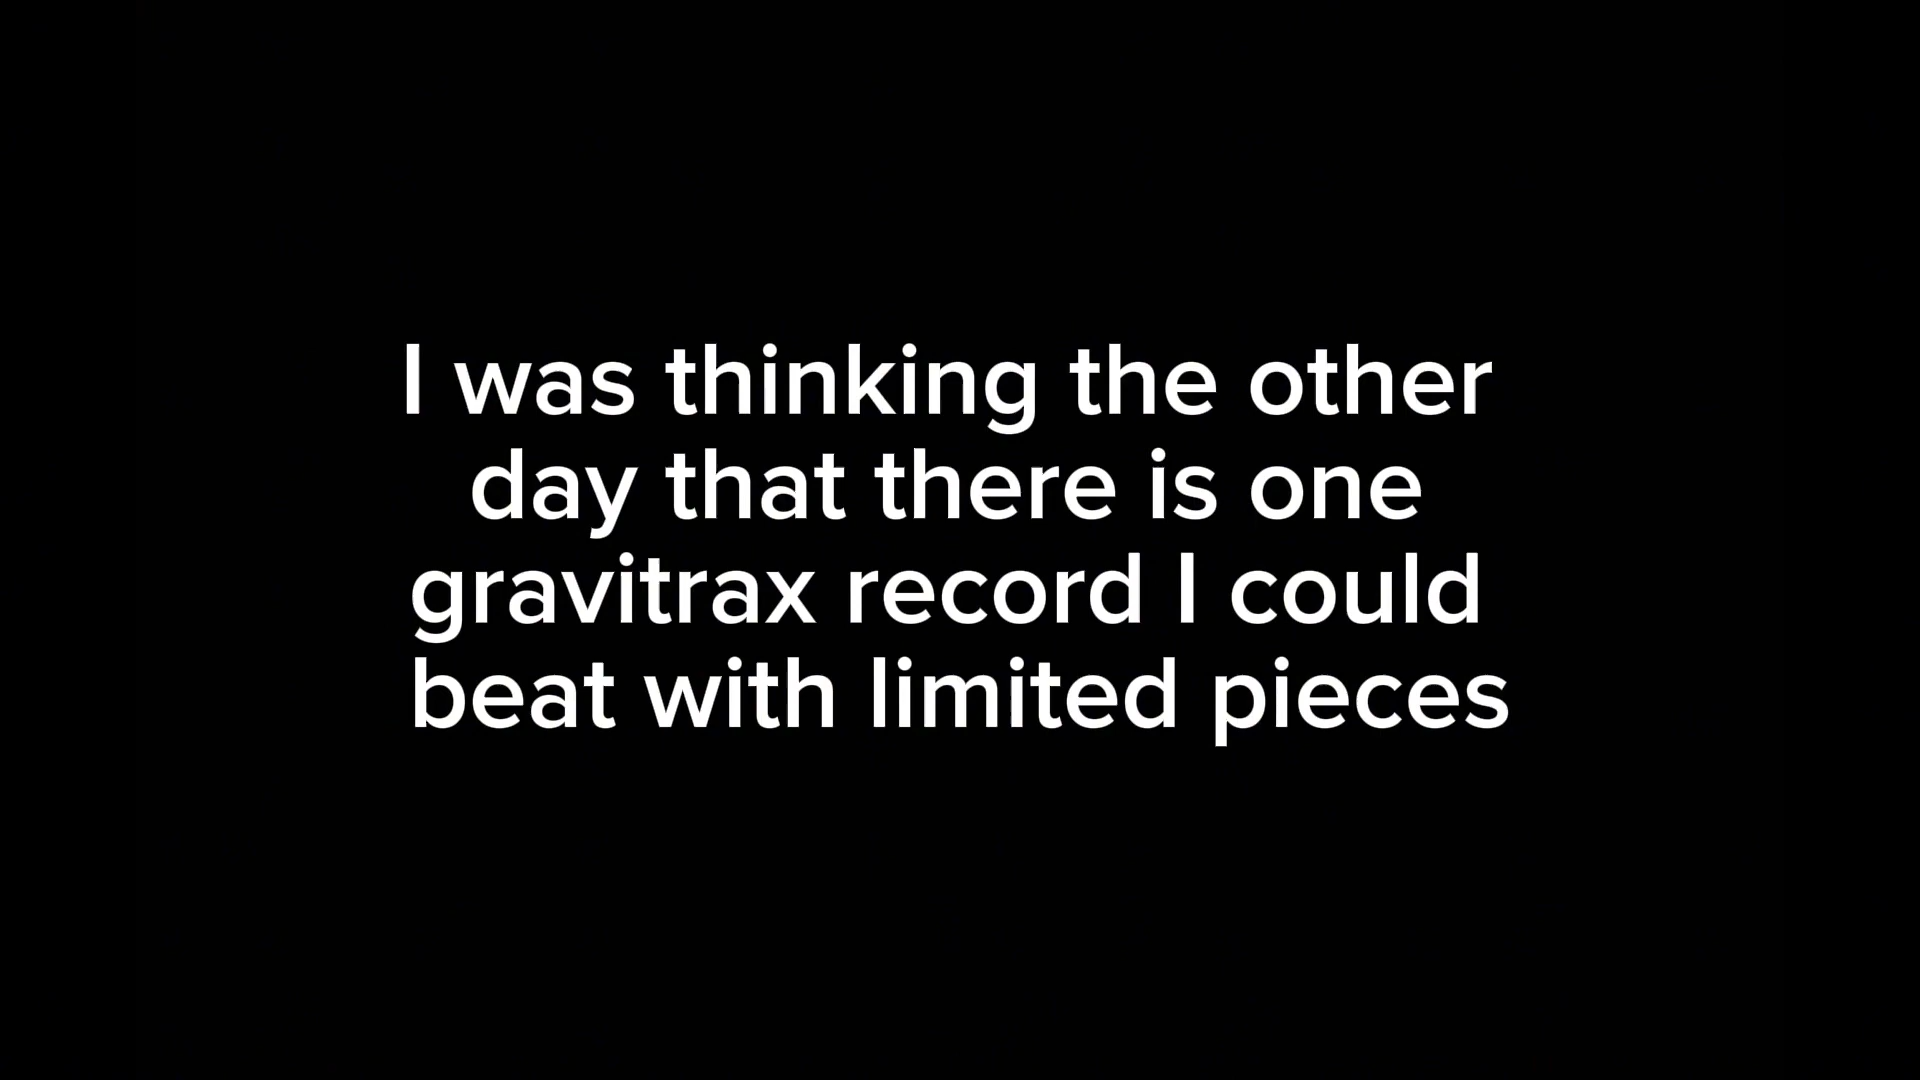 I was thinking the other
day that there is one
gravitrax record I could
beat with limited pieces